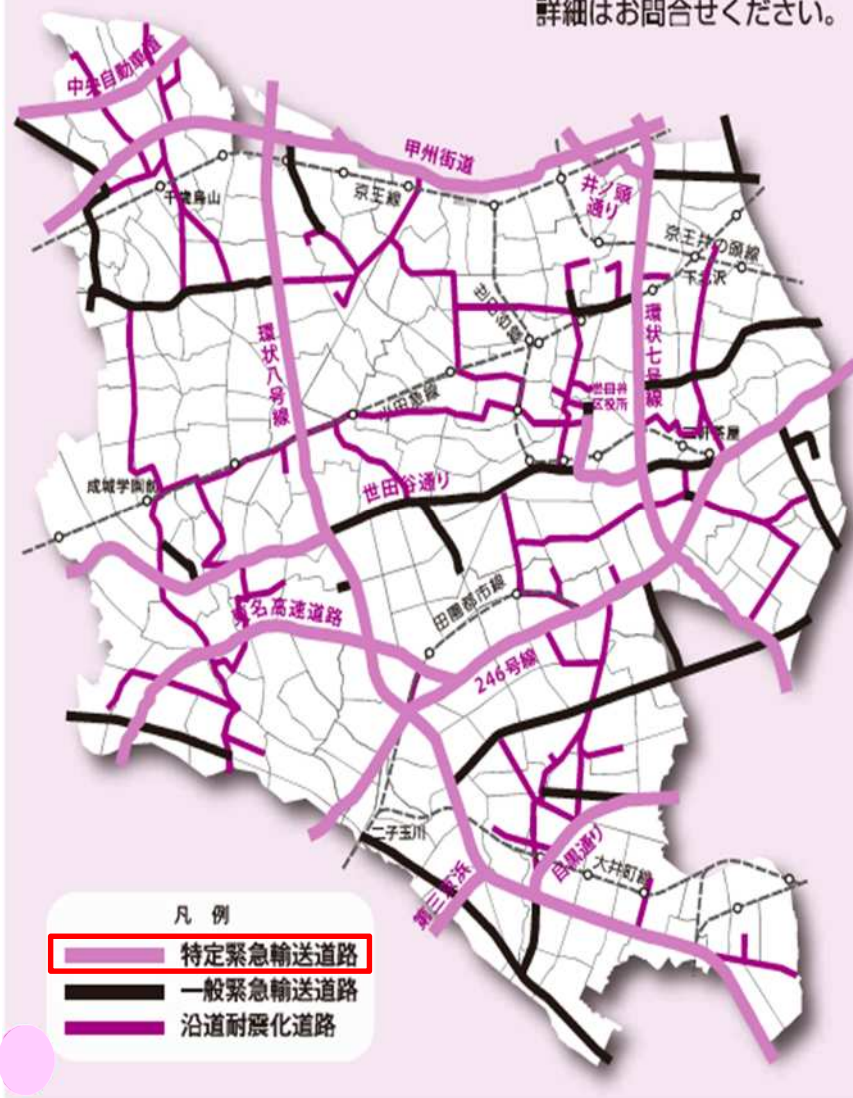 詳細はお問合せください。
中央自動車道
甲州街道
井ノ頭
通り
京王線
千歳烏山
京王井の頭線
下北沢
環状八号線
環状七号線
世田谷線
世田谷
区役所
小田急線
三軒茶屋
成城学園前
世田谷通り
東名高速道路
田園都市線
246号線
二子玉川
目黒通り
大井町線
第三京浜
凡 例
特定緊急輸送道路
一般緊急輸送道路
沿道耐震化道路